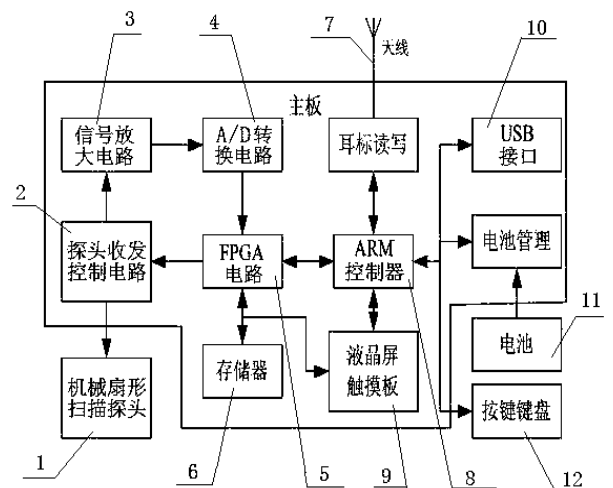 3
4
7
天线
10
主板
信号放
大电路
A/D转
换电路
耳标读写
USB
接口
2
探头收发
控制电路
FPGA
电路
ARM
控制器
电池管理
11
电池
机械扇形
扫描探头
存储器
液晶屏
触摸板
按键键盘
1
6
5
9
8
12